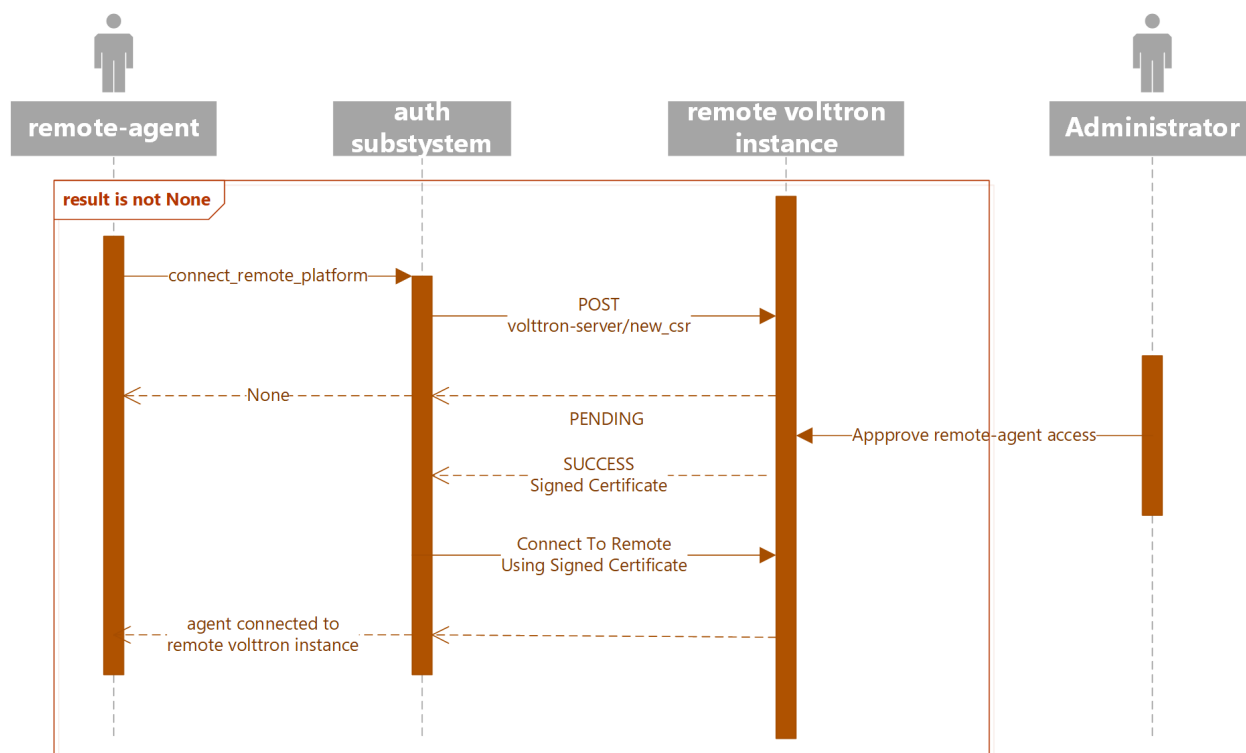 remote-agent
auth
substystem
remote volttron
instance
Administrator
result is not None
connect_remote_platform
POST
volttron-server/new_csr
None
PENDING
Appprove remote-agent access
SUCCESS
Signed Certificate
Connect To Remote
Using Signed Certificate
agent connected to
remote volttron instance